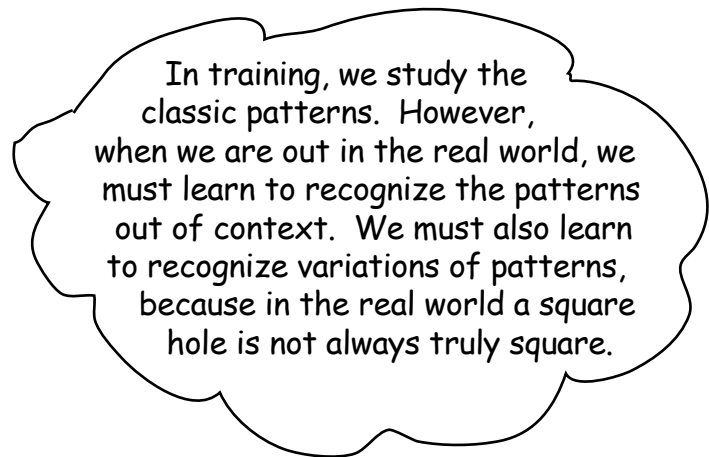 In training, we study the
classic patterns.  However,
when we are out in the real world, we
must learn to recognize the patterns
out of context.  We must also learn
to recognize variations of patterns,
because in the real world a square
hole is not always truly square.